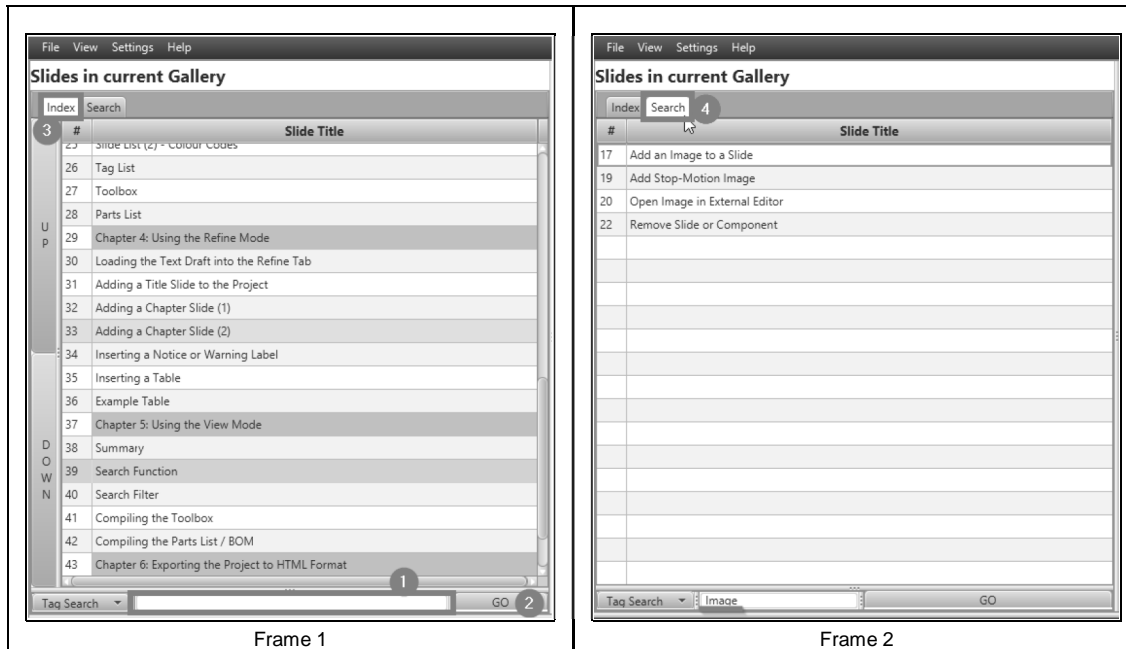 File View Settings Help
Slides in current Gallery
Index Search
3 # Slide Title
25 Slide List (2) - Colour Codes
26 Tag List
27 Toolbox
28 Parts List
29 Chapter 4: Using the Refine Mode
30 Loading the Text Draft into the Refine Tab
31 Adding a Title Slide to the Project
32 Adding a Chapter Slide (1)
33 Adding a Chapter Slide (2)
34 Inserting a Notice or Warning Label
35 Inserting a Table
36 Example Table
37 Chapter 5: Using the View Mode
38 Summary
39 Search Function
40 Search Filter
41 Compiling the Toolbox
42 Compiling the Parts List / BOM
43 Chapter 6: Exporting the Project to HTML Format
U
P
D
O
W
N
1
Tag Search GO 2
Frame 1
File View Settings Help
Slides in current Gallery
Index Search 4
# Slide Title
17 Add an Image to a Slide
19 Add Stop-Motion Image
20 Open Image in External Editor
22 Remove Slide or Component
Tag Search Image GO
Frame 2